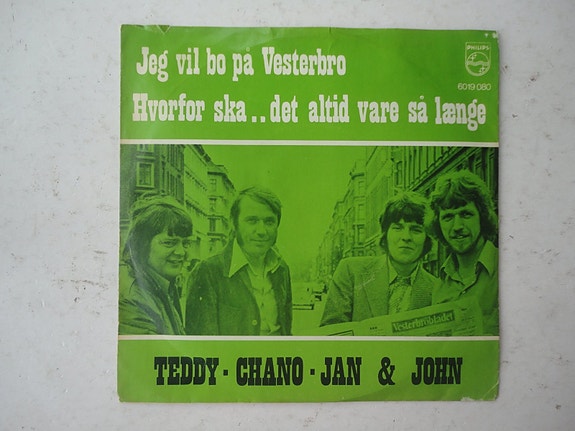 Jeg vil bo på Vesterbro
PHILIPS
6019 080
Hvorfor ska.. det altid vare så længe
Vesterbrobladet
TEDDY - CHANO - JAN & JOHN